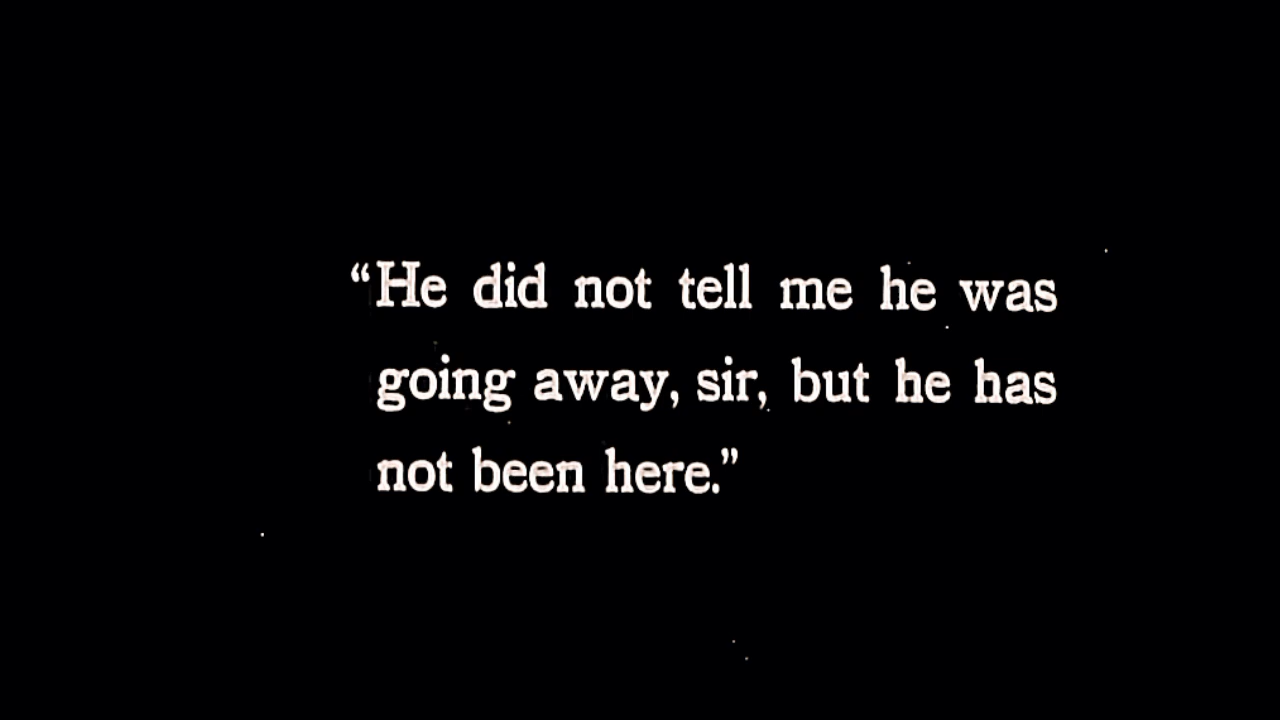 “He did not tell me he was
going away, sir, but he has
not been here.”